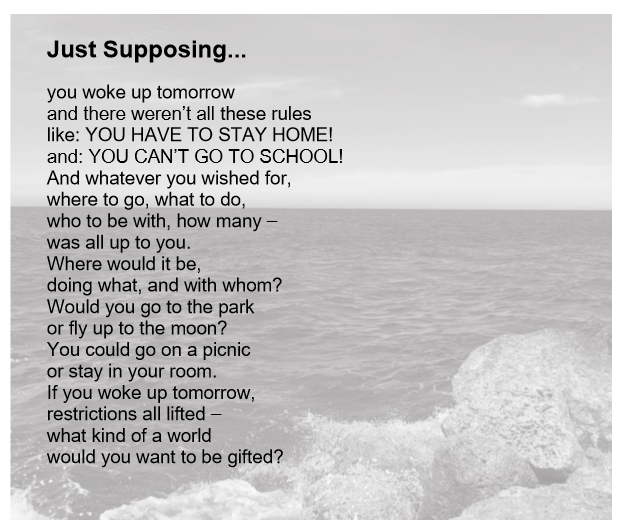 Just Supposing...
you woke up tomorrow
and there weren't all these rules
like: YOU HAVE TO STAY HOME!
and: YOU CAN'T GO TO SCHOOL!
And whatever you wished for,
where to go, what to do,
who to be with, how many –
was all up to you.
Where would it be,
doing what, and with whom?
Would you go to the park
or fly up to the moon?
You could go on a picnic
or stay in your room.
If you woke up tomorrow,
restrictions all lifted –
what kind of a world
would you want to be gifted?